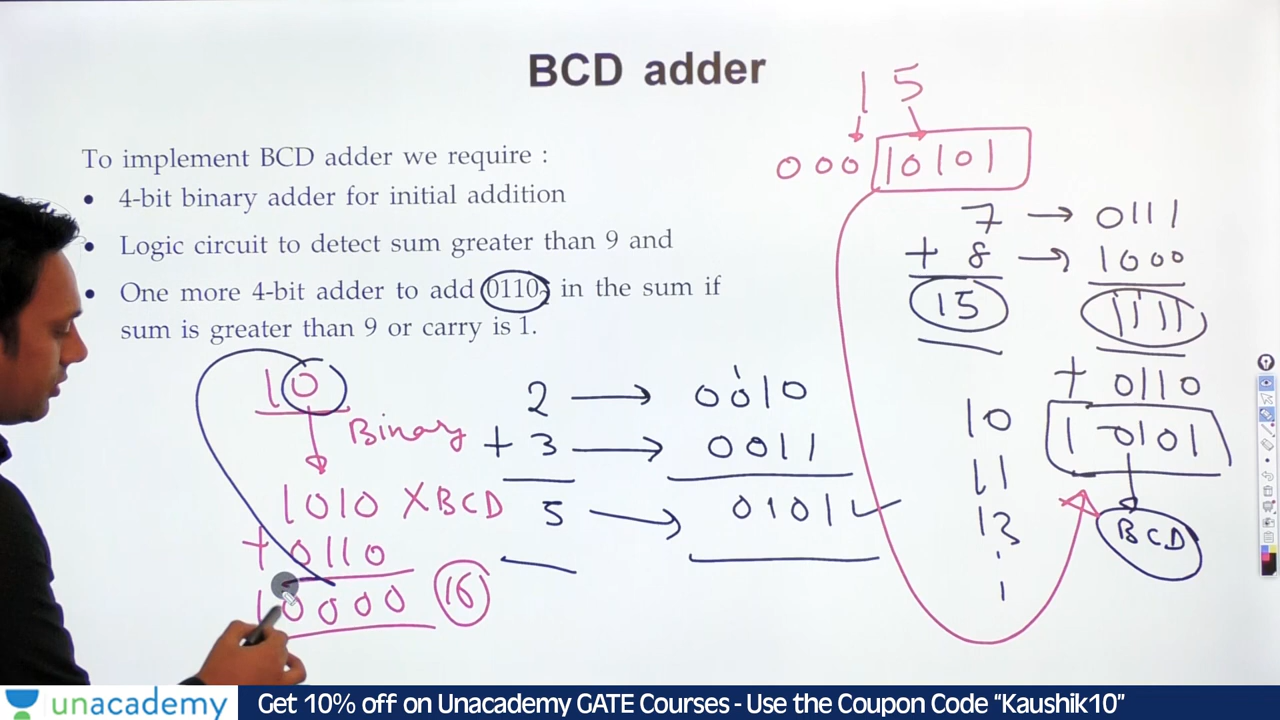 BCD adder
To implement BCD adder we require :
• 4-bit binary adder for initial addition
• Logic circuit to detect sum greater than 9 and
• One more 4-bit adder to add 0110 in the sum if
sum is greater than 9 or carry is 1.
15
000 10101
7 → 0111
+ 8 → 1000
15 1111
+ 0110
1 0101
BCD
10
11
13
10
Binary
1010 X BCD
+ 0110
10000 16
2 → 0010
+ 3 → 0011
5 → 0101
unacademy
Get 10% off on Unacademy GATE Courses - Use the Coupon Code “Kaushik10”